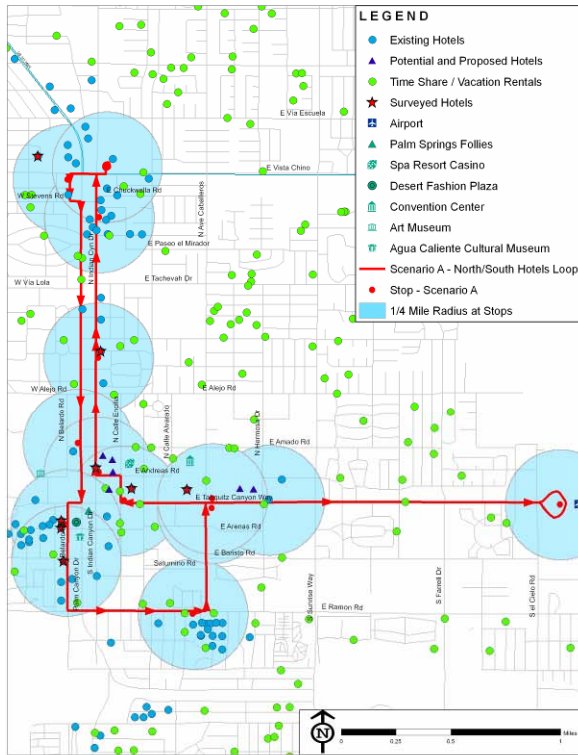 LEGEND
Existing Hotels
Potential and Proposed Hotels
Time Share / Vacation Rentals
Surveyed Hotels
Airport
Palm Springs Follies
Spa Resort Casino
Desert Fashion Plaza
Convention Center
Art Museum
Agua Caliente Cultural Museum
Scenario A - North/South Hotels Loop
Stop - Scenario A
1/4 Mile Radius at Stops
E Via Escuela
E Vista Chino
W Stevens Rd
E Chuckwalla Rd
N Ave Caballeros
N Indian Cyn Dr
E Paseo el Mirador
W Vía Lola
E Tachevah Dr
W Alejo Rd
E Alejo Rd
N Belardo Rd
N Calle Encilia
N Calle Alvarado
N Hermosa Dr
E Amado Rd
E Andreas Rd
E Tahquitz Canyon Way
E Arenas Rd
E Baristo Rd
Saturnino Rd
S Indian Canyon Dr
Palm Canyon Dr
S Sunrise Way
E Ramon Rd
S Farrell Dr
S el Cielo Rd
N
0 0.25 0.5 1
Miles